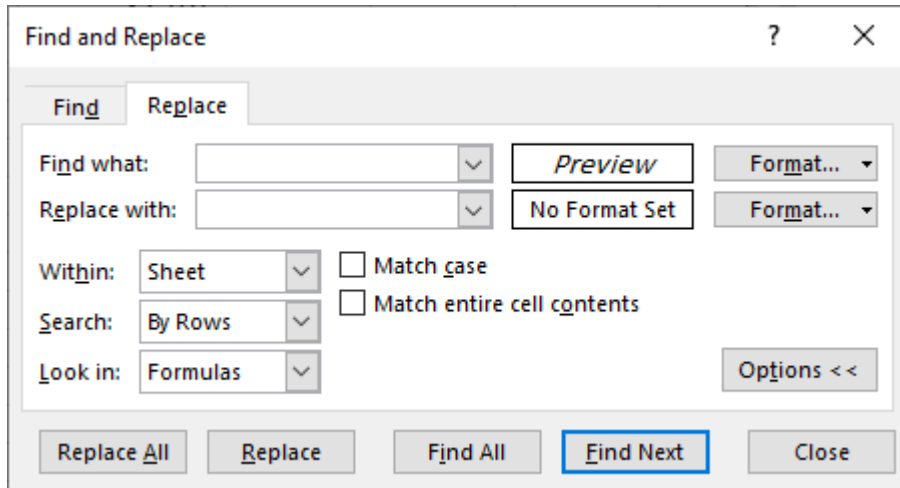 Find and Replace ?
Find Replace
Find what: Preview Format...
Replace with: No Format Set Format...
Within: Sheet Match case
Match entire cell contents
Search: By Rows
Look in: Formulas Options <<
Replace All Replace Find All Find Next Close